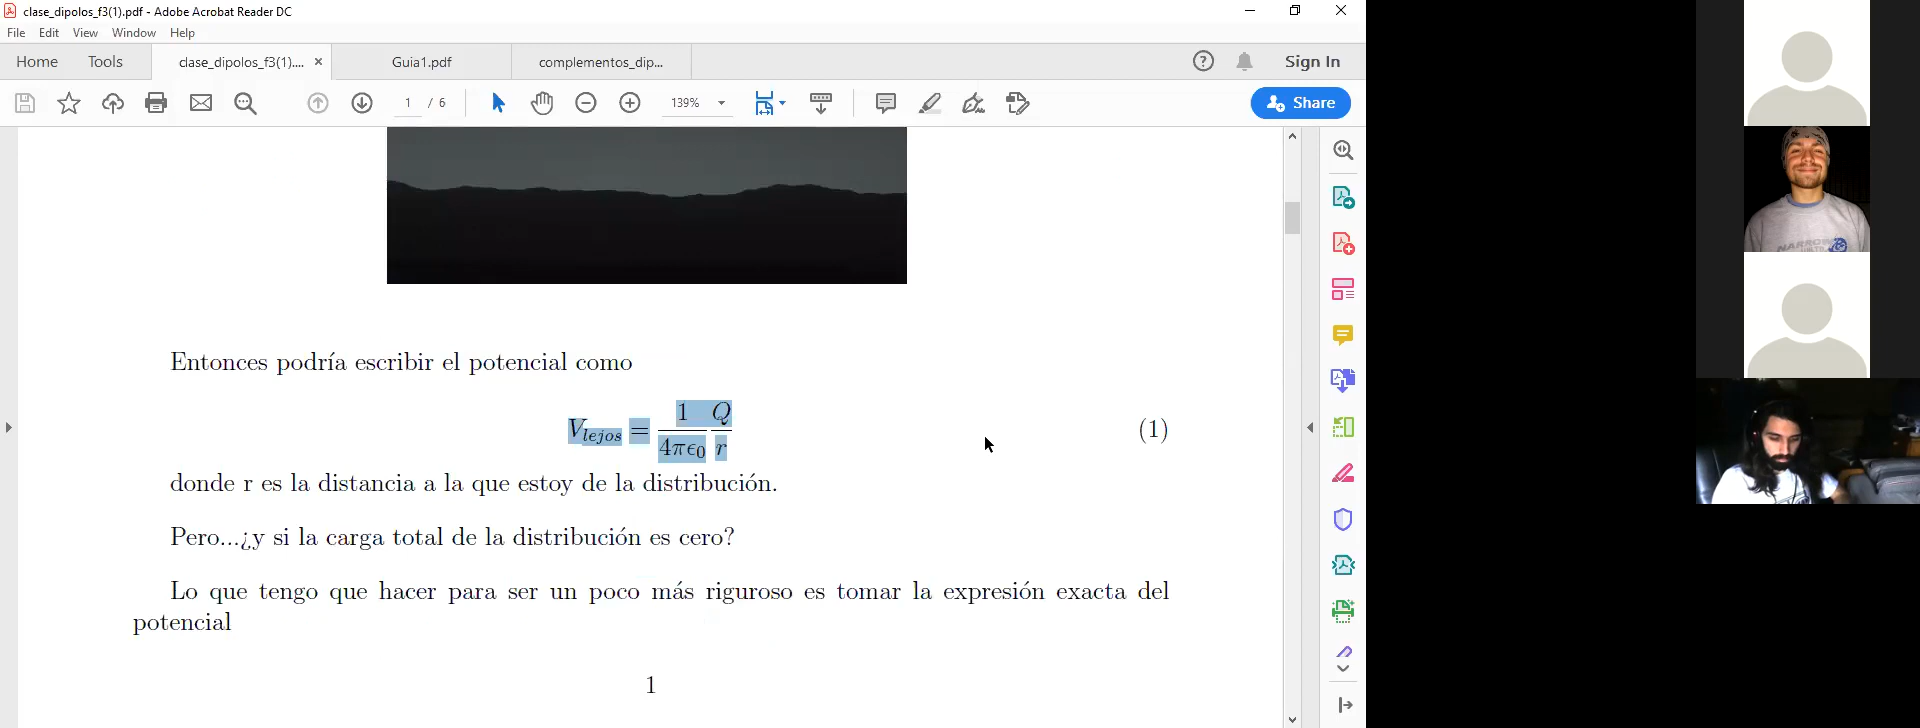 clase_dipolos_f3(1).pdf - Adobe Acrobat Reader DC
File Edit View Window Help
Home Tools clase_dipolos_f3(1).... × Guia1.pdf complementos_dip... Sign In
1 / 6 139% Share
Entonces podría escribir el potencial como
V_lejos = 1/(4πϵ₀) Q/r (1)
donde r es la distancia a la que estoy de la distribución.
Pero...¿y si la carga total de la distribución es cero?
Lo que tengo que hacer para ser un poco más riguroso es tomar la expresión exacta del
potencial
1
NARROW